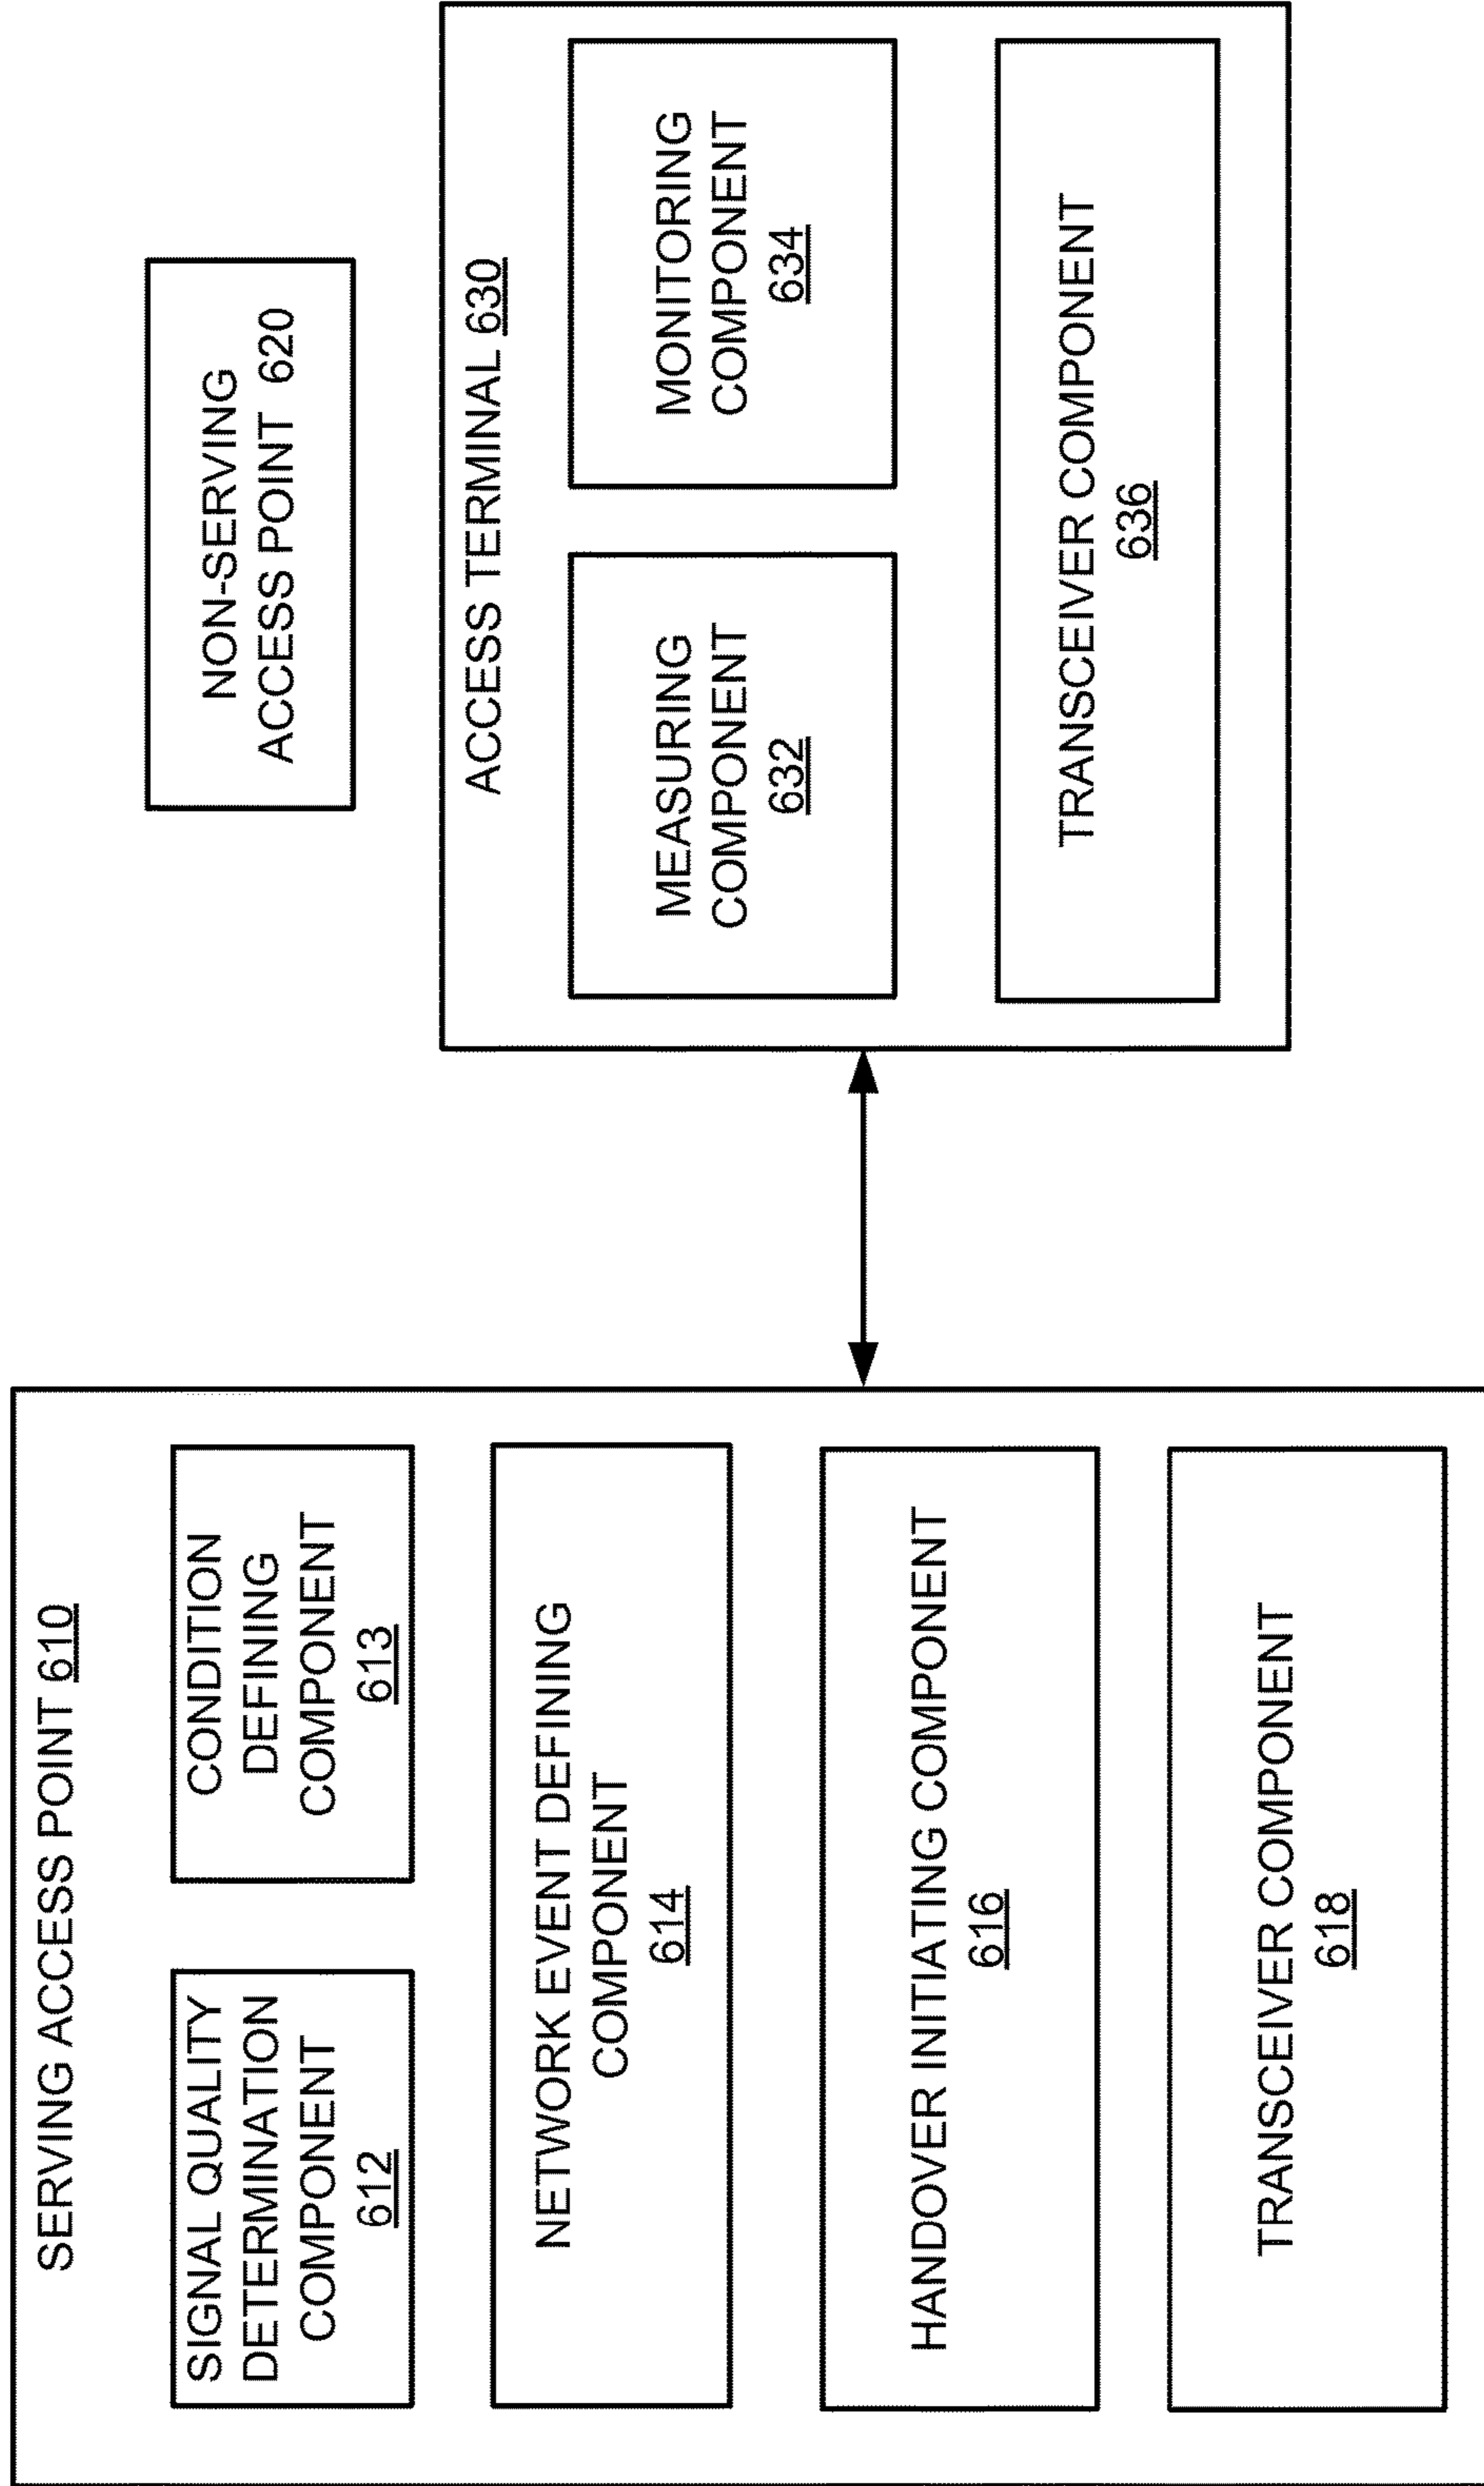 SERVING ACCESS POINT 610
SIGNAL QUALITY
DETERMINATION
COMPONENT
612
CONDITION
DEFINING
COMPONENT
613
NETWORK EVENT DEFINING
COMPONENT
614
HANDOVER INITIATING COMPONENT
616
TRANSCEIVER COMPONENT
618
NON-SERVING
ACCESS POINT 620
ACCESS TERMINAL 630
MEASURING
COMPONENT
632
MONITORING
COMPONENT
634
TRANSCEIVER COMPONENT
636